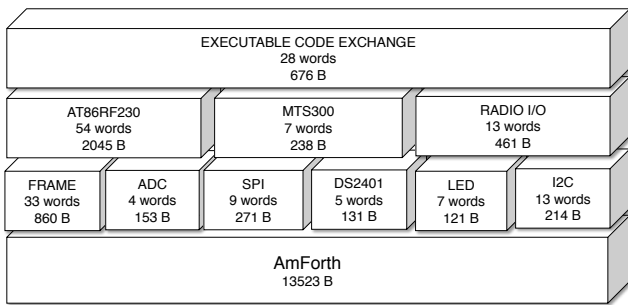 EXECUTABLE CODE EXCHANGE
28 words
676 B
AT86RF230
54 words
2045 B
MTS300
7 words
238 B
RADIO I/O
13 words
461 B
FRAME
33 words
860 B
ADC
4 words
153 B
SPI
9 words
271 B
DS2401
5 words
131 B
LED
7 words
121 B
I2C
13 words
214 B
AmForth
13523 B